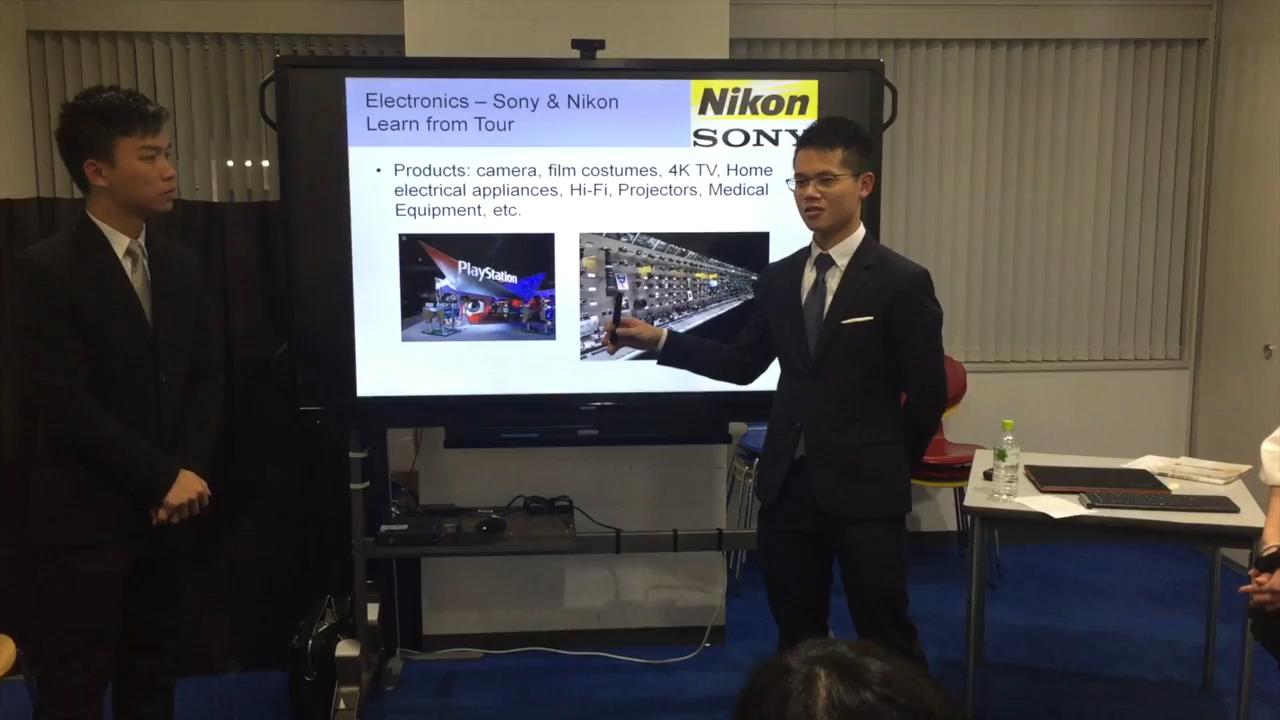 Electronics – Sony & Nikon
Learn from Tour
Nikon
SONY
• Products: camera, film costumes, 4K TV, Home
electrical appliances, Hi-Fi, Projectors, Medical
Equipment, etc.
PlayStation